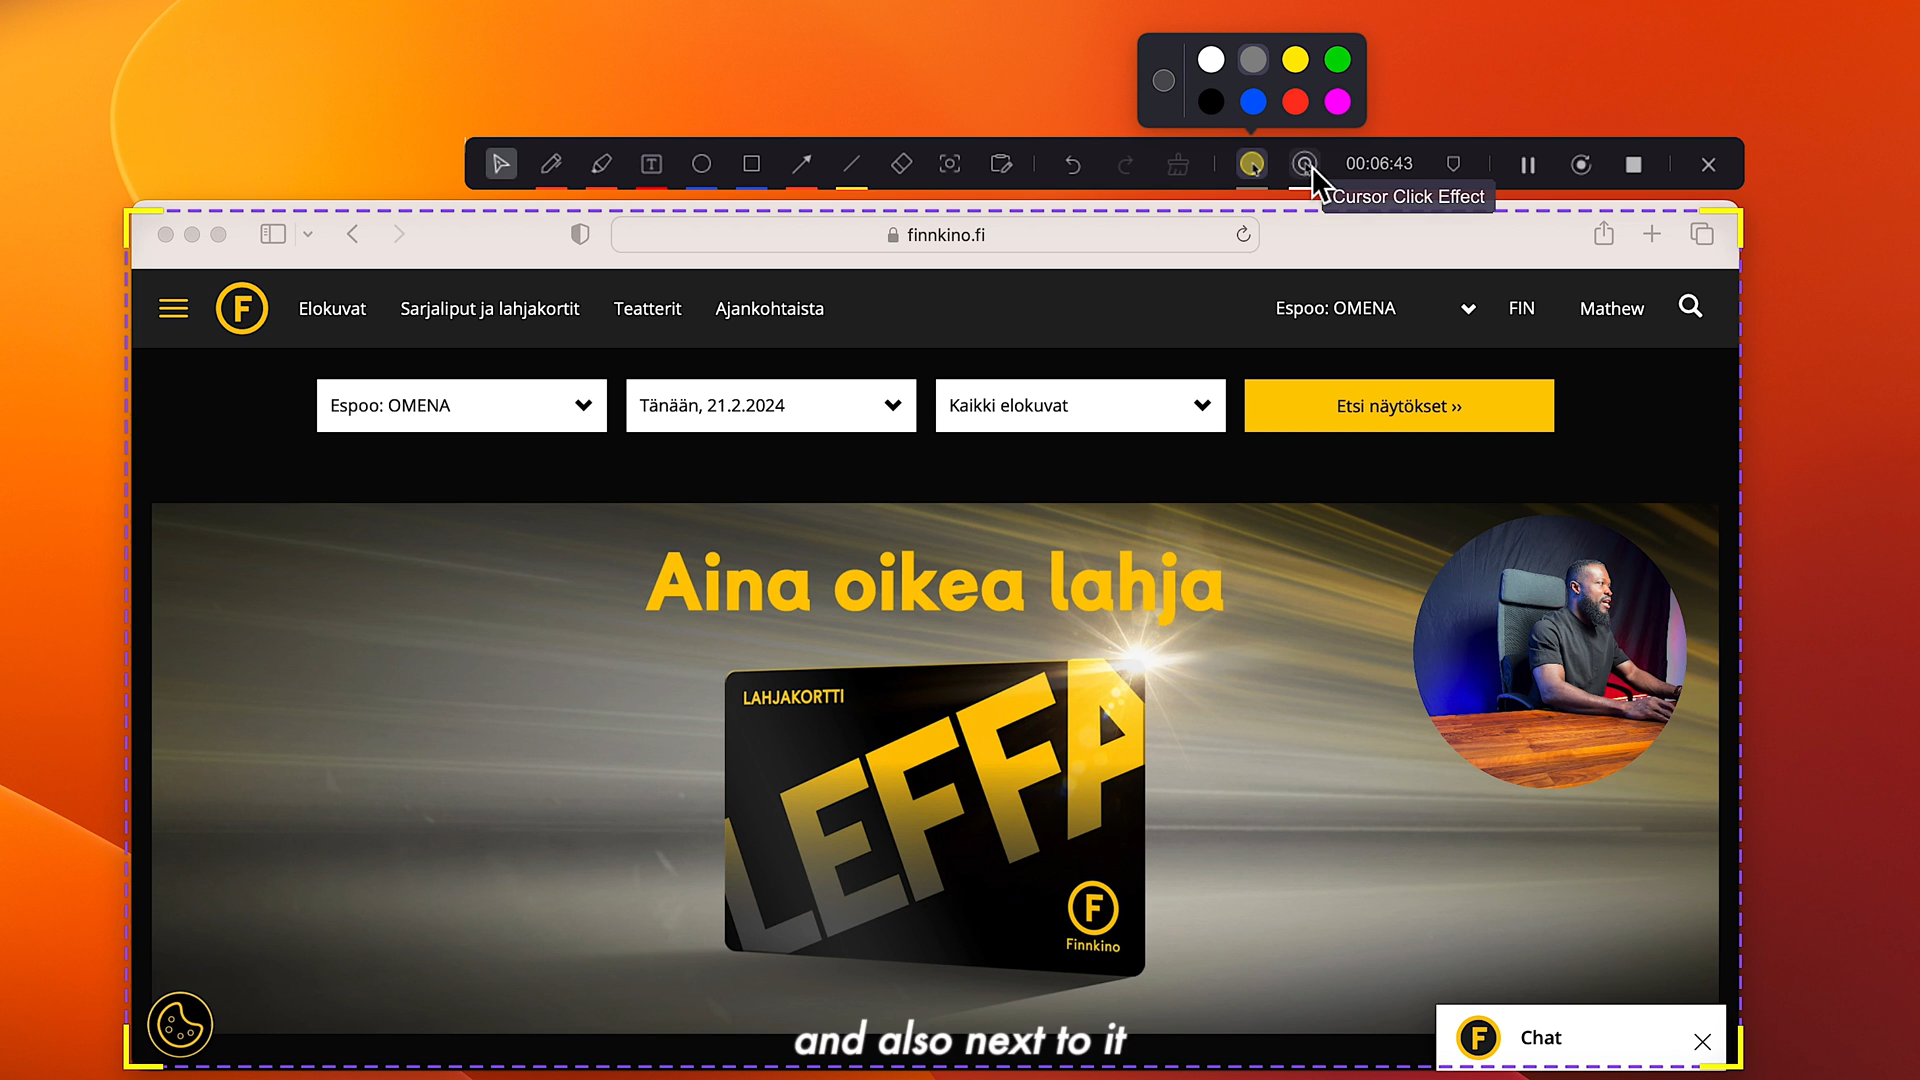 00:06:43
Cursor Click Effect
finnkino.fi
F Elokuvat Sarjaliput ja lahjakortit Teatterit Ajankohtaista Espoo: OMENA FIN Mathew
Espoo: OMENA Tänään, 21.2.2024 Kaikki elokuvat Etsi näytökset ››
Aina oikea lahja
LAHJAKORTTI
LEFFA
F
Finnkino
and also next to it
F Chat